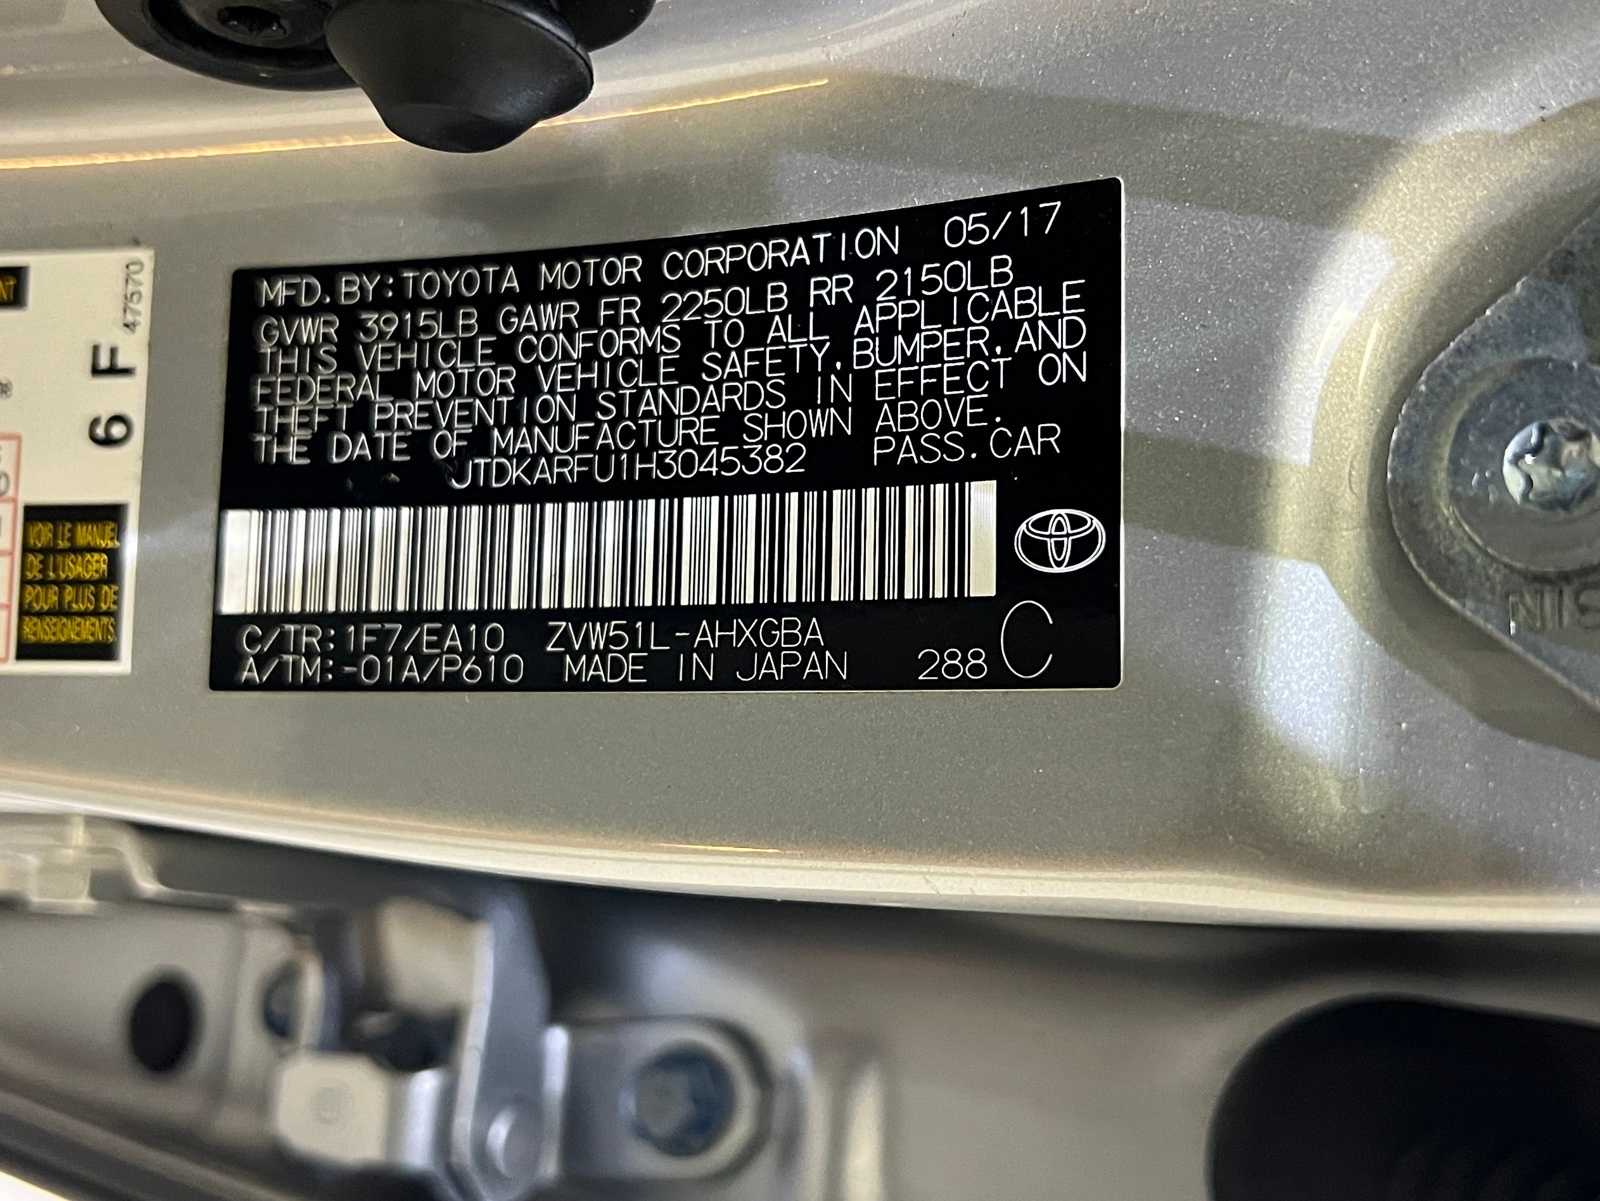 MFD. BY: TOYOTA MOTOR CORPORATION 05/17
GVWR 3915LB GAWR FR 2250LB RR 2150LB
THIS VEHICLE CONFORMS TO ALL APPLICABLE
FEDERAL MOTOR VEHICLE SAFETY, BUMPER, AND
THEFT PREVENTION STANDARDS IN EFFECT ON
THE DATE OF MANUFACTURE SHOWN ABOVE.
JTDKARFU1H3045382 PASS. CAR
C/TR: 1F7/EA10 ZVW51L-AHXGBA
A/TM: -01A/P610 MADE IN JAPAN 288 C
6 F
47570
VOIR LE MANUEL
DE L'USAGER
POUR PLUS DE
RENSEIGNEMENTS.